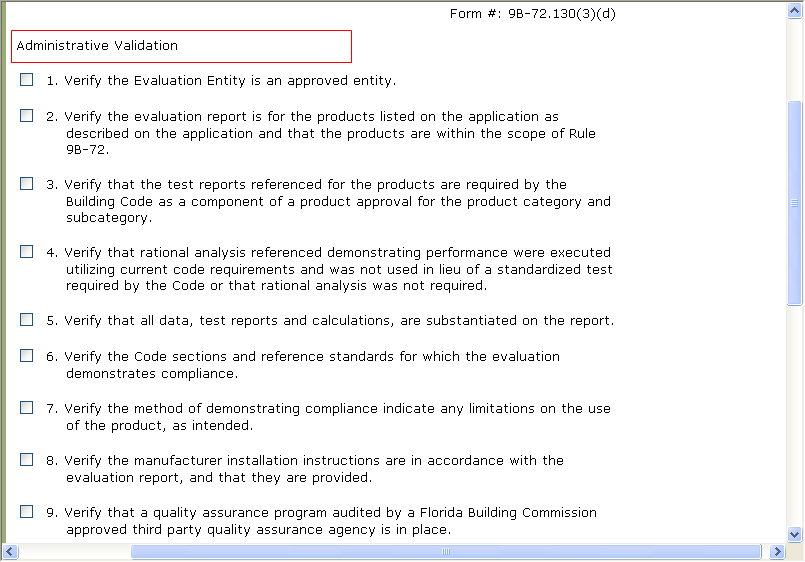 Form #: 9B-72.130(3)(d)
Administrative Validation
1. Verify the Evaluation Entity is an approved entity.
2. Verify the evaluation report is for the products listed on the application as
described on the application and that the products are within the scope of Rule
9B-72.
3. Verify that the test reports referenced for the products are required by the
Building Code as a component of a product approval for the product category and
subcategory.
4. Verify that rational analysis referenced demonstrating performance were executed
utilizing current code requirements and was not used in lieu of a standardized test
required by the Code or that rational analysis was not required.
5. Verify that all data, test reports and calculations, are substantiated on the report.
6. Verify the Code sections and reference standards for which the evaluation
demonstrates compliance.
7. Verify the method of demonstrating compliance indicate any limitations on the use
of the product, as intended.
8. Verify the manufacturer installation instructions are in accordance with the
evaluation report, and that they are provided.
9. Verify that a quality assurance program audited by a Florida Building Commission
approved third party quality assurance agency is in place.